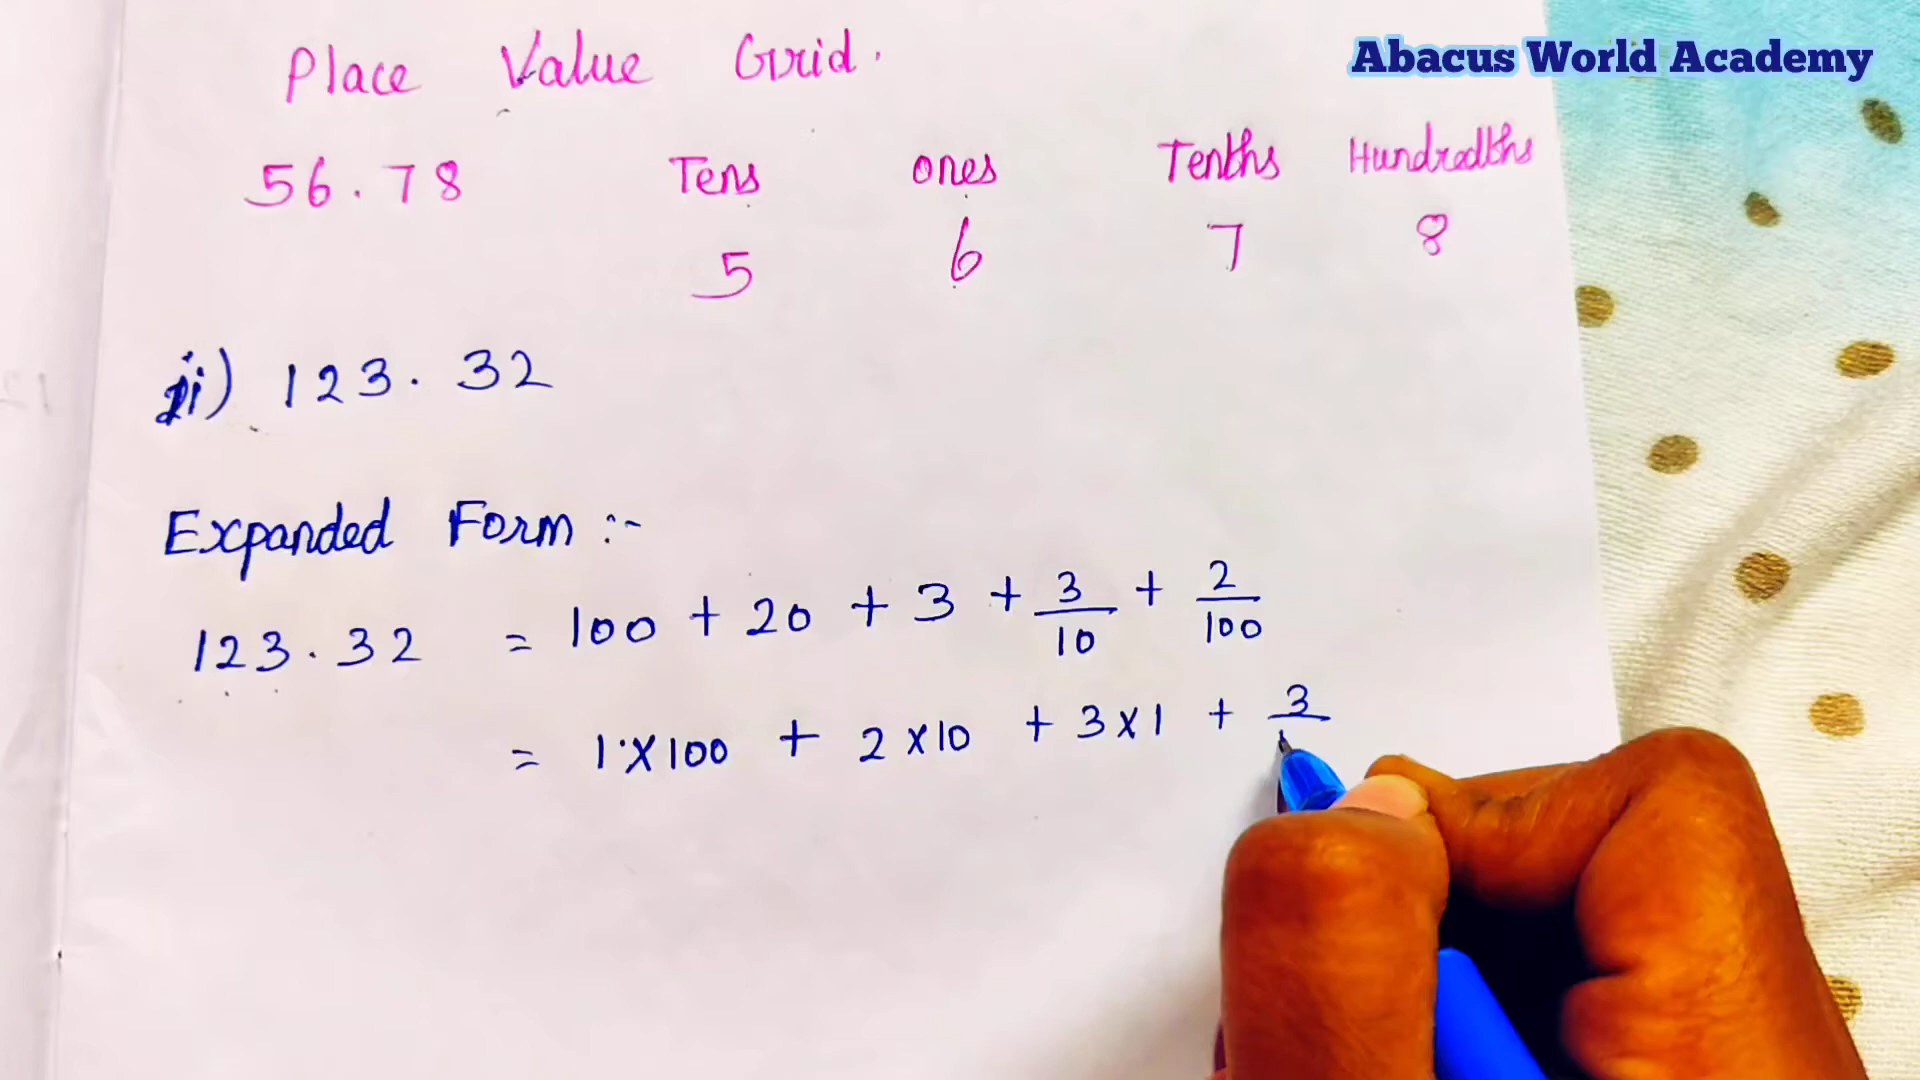 Place Value Grid.
Abacus World Academy
56.78 Tens ones Tenths Hundredths
5 6 7 8
ii) 123.32
Expanded Form :-
123.32 = 100 + 20 + 3 + 3/10 + 2/100
= 1×100 + 2×10 + 3×1 + 3/1